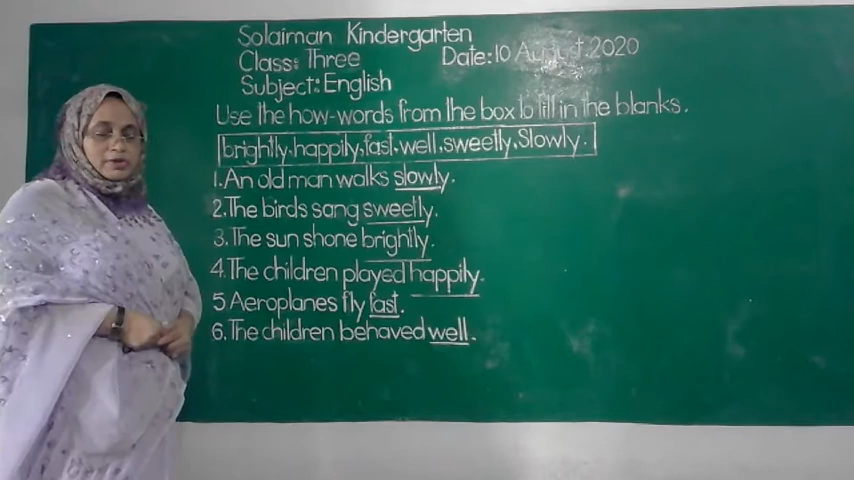 Solaiman Kindergarten
Class: Three Date: 10 August. 2020
Subject: English
Use the how-words from the box to fill in the blanks.
brightly, happily, fast, well, sweetly, Slowly.
1. An old man walks slowly.
2. The birds sang sweetly.
3. The sun shone brightly.
4. The children played happily.
5 Aeroplanes fly fast.
6. The children behaved well.